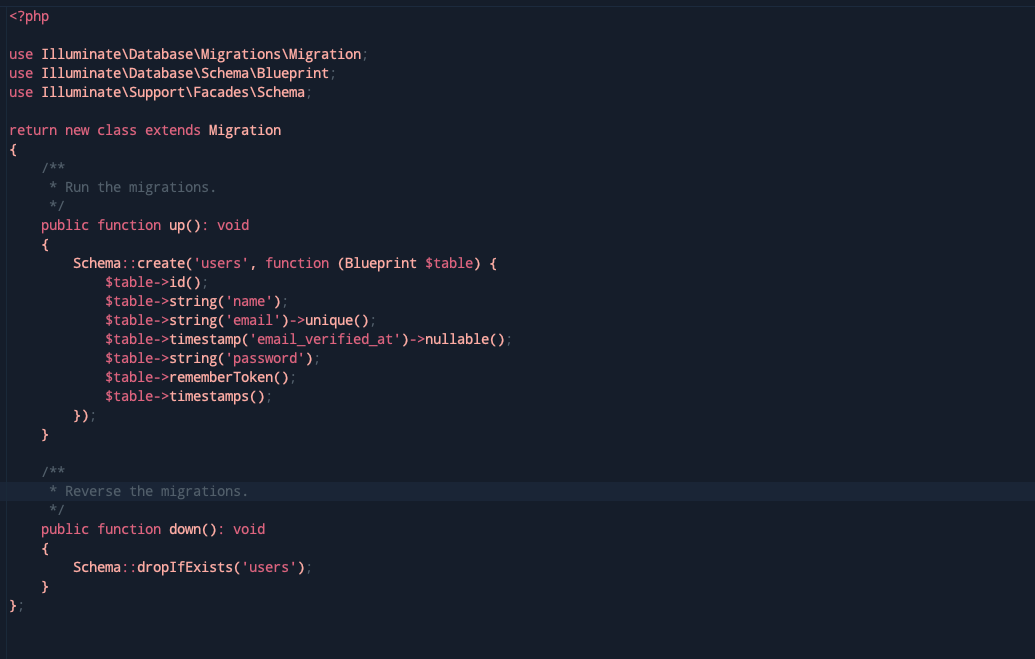 <?php
use Illuminate\Database\Migrations\Migration;
use Illuminate\Database\Schema\Blueprint;
use Illuminate\Support\Facades\Schema;
return new class extends Migration
{
    /**
     * Run the migrations.
     */
    public function up(): void
    {
        Schema::create('users', function (Blueprint $table) {
            $table->id();
            $table->string('name');
            $table->string('email')->unique();
            $table->timestamp('email_verified_at')->nullable();
            $table->string('password');
            $table->rememberToken();
            $table->timestamps();
        });
    }
    /**
     * Reverse the migrations.
     */
    public function down(): void
    {
        Schema::dropIfExists('users');
    }
};